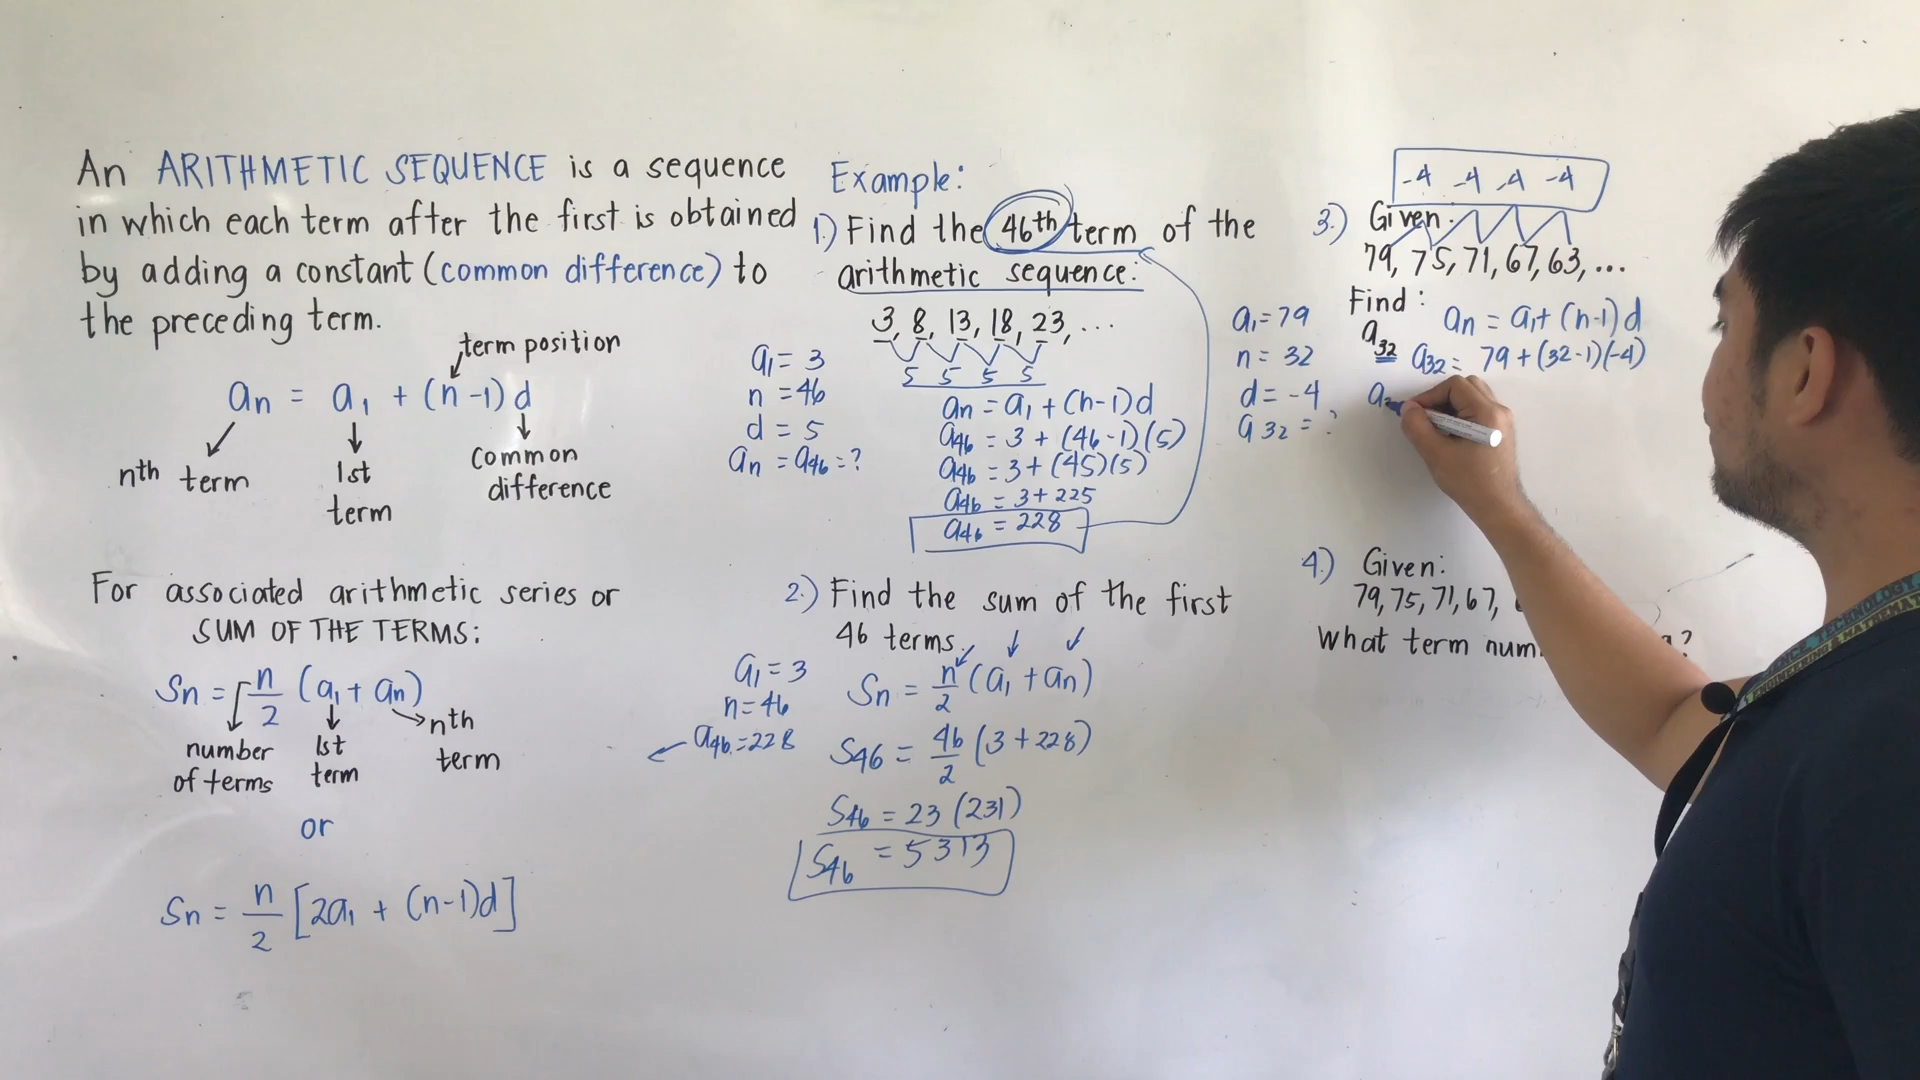 An ARITHMETIC SEQUENCE is a sequence
in which each term after the first is obtained
by adding a constant (common difference) to
the preceding term.
term position
an = a1 + (n-1)d
nth term
1st
term
common
difference
For associated arithmetic series or
SUM OF THE TERMS:
Sn = n/2 (a1 + an)
number
of terms
1st
term
nth
term
or
Sn = n/2 [2a1 + (n-1)d]
Example:
1.) Find the 46th term of the
arithmetic sequence:
3, 8, 13, 18, 23, ...
5 5 5 5
a1 = 3
n = 46
d = 5
an = a46 = ?
an = a1 + (n-1)d
a46 = 3 + (46-1)(5)
a46 = 3 + (45)(5)
a46 = 3 + 225
a46 = 228
2.) Find the sum of the first
46 terms.
a1 = 3
n = 46
a46 = 228
Sn = n/2 (a1 + an)
S46 = 46/2 (3 + 228)
S46 = 23 (231)
S46 = 5313
-4 -4 -4 -4
3.) Given:
79, 75, 71, 67, 63, ...
Find:
a32
a1 = 79
n = 32
d = -4
a32 = ?
an = a1 + (n-1)d
a32 = 79 + (32-1)(-4)
4.) Given:
79, 75, 71, 67,
What term
?
TECHNOLOGY